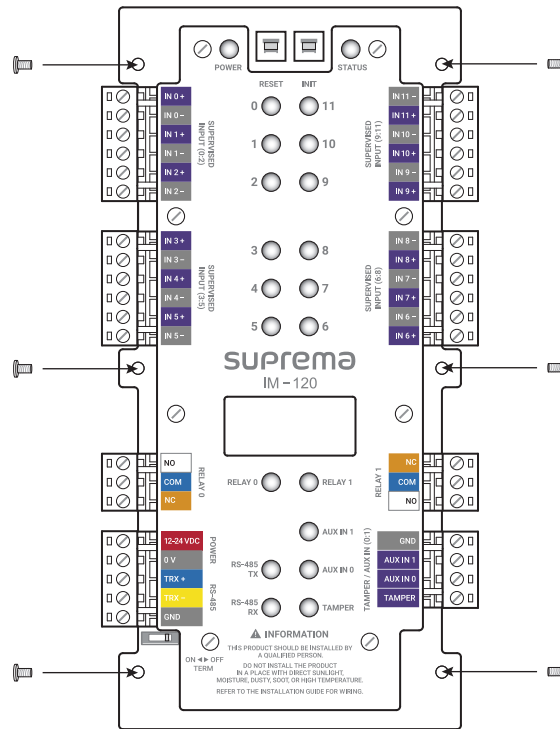 POWER
STATUS
RESET
INIT
IN 0 +
IN 0 –
IN 1 +
IN 1 –
IN 2 +
IN 2 –
SUPERVISED
INPUT (0:2)
0
11
1
10
2
9
SUPERVISED
INPUT (9:11)
IN 11 –
IN 11 +
IN 10 –
IN 10 +
IN 9 –
IN 9 +
IN 3 +
IN 3 –
IN 4 +
IN 4 –
IN 5 +
IN 5 –
SUPERVISED
INPUT (3:5)
3
8
4
7
5
6
SUPERVISED
INPUT (6:8)
IN 8 –
IN 8 +
IN 7 –
IN 7 +
IN 6 –
IN 6 +
suprema
IM – 120
NO
COM
NC
RELAY 0
RELAY 0
RELAY 1
RELAY 1
NC
COM
NO
12-24 VDC
0 V
TRX +
TRX –
GND
POWER
RS-485
AUX IN 1
RS-485
TX
AUX IN 0
RS-485
RX
TAMPER
TAMPER / AUX IN (0:1)
GND
AUX IN 1
AUX IN 0
TAMPER
ON ◄► OFF
TERM
INFORMATION
THIS PRODUCT SHOULD BE INSTALLED BY
A QUALIFIED PERSON.
DO NOT INSTALL THE PRODUCT
IN A PLACE WITH DIRECT SUNLIGHT,
MOISTURE, DUSTY, SOOT, OR HIGH TEMPERATURE.
REFER TO THE INSTALLATION GUIDE FOR WIRING.